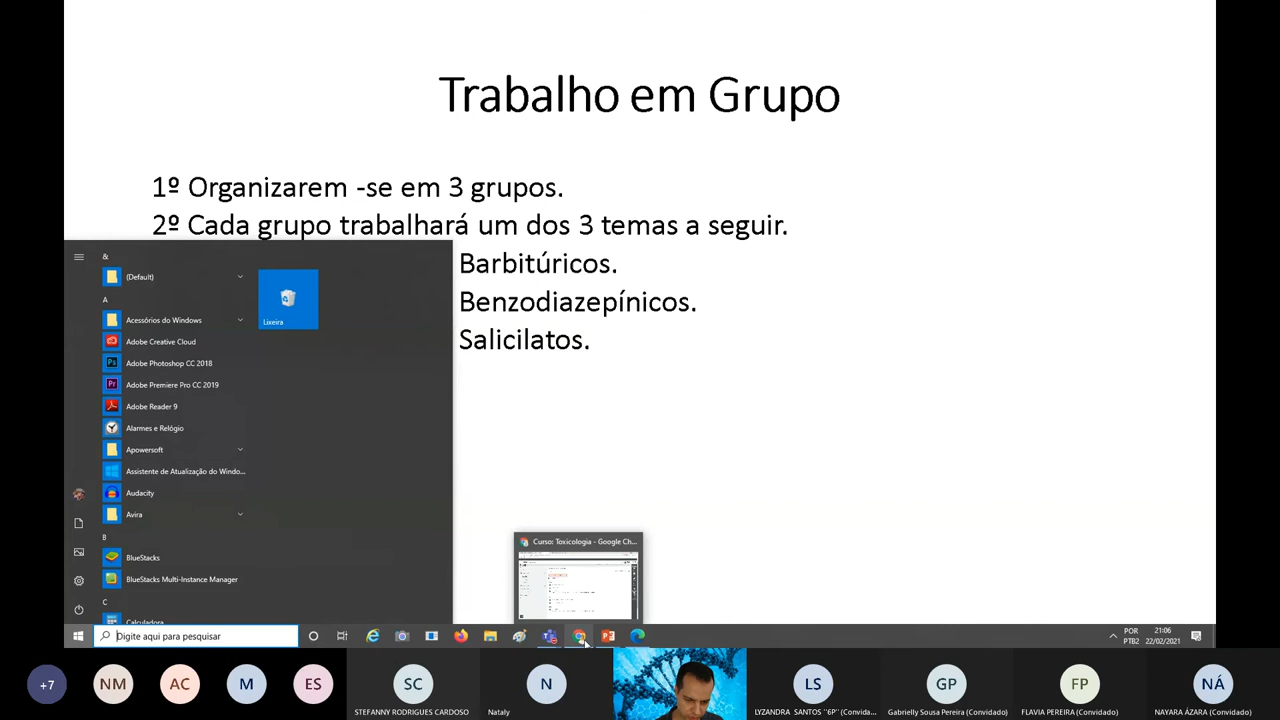 Trabalho em Grupo
1º Organizarem -se em 3 grupos.
2º Cada grupo trabalhará um dos 3 temas a seguir.
Barbitúricos.
Benzodiazepínicos.
Salicilatos.
&
(Default)
A
Acessórios do Windows
Adobe Creative Cloud
Adobe Photoshop CC 2018
Adobe Premiere Pro CC 2019
Adobe Reader 9
Alarmes e Relógio
Apowersoft
Assistente de Atualização do Windo...
Audacity
Avira
B
BlueStacks
BlueStacks Multi-Instance Manager
C
Calculadora
Lixeira
Curso: Toxicologia - Google Ch...
Digite aqui para pesquisar
POR
PTB2
21:06
22/02/2021
+7
NM
AC
M
ES
SC
STEFANNY RODRIGUES CARDOSO
N
Nataly
LS
LYZANDRA SANTOS "6P" (Convida...
GP
Gabrielly Sousa Pereira (Convidado)
FP
FLAVIA PEREIRA (Convidado)
NÁ
NAYARA ÁZARA (Convidado)